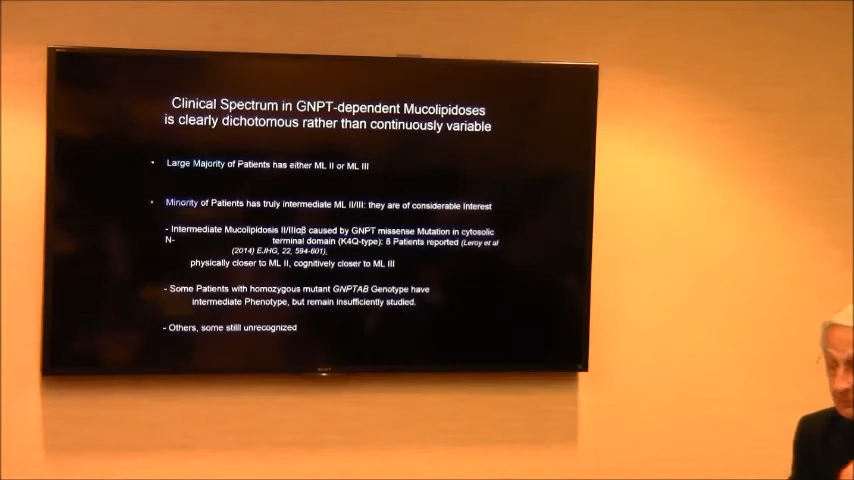 Clinical Spectrum in GNPT-dependent Mucolipidoses
is clearly dichotomous rather than continuously variable
• Large Majority of Patients has either ML II or ML III
• Minority of Patients has truly intermediate ML II/III: they are of considerable Interest
- Intermediate Mucolipidosis II/IIIαβ caused by GNPT missense Mutation in cytosolic
N- terminal domain (K4Q-type): 8 Patients reported (Leroy et al
(2014) EJHG, 22, 594-601),
physically closer to ML II, cognitively closer to ML III
- Some Patients with homozygous mutant GNPTAB Genotype have
intermediate Phenotype, but remain insufficiently studied.
- Others, some stilll unrecognized
SONY